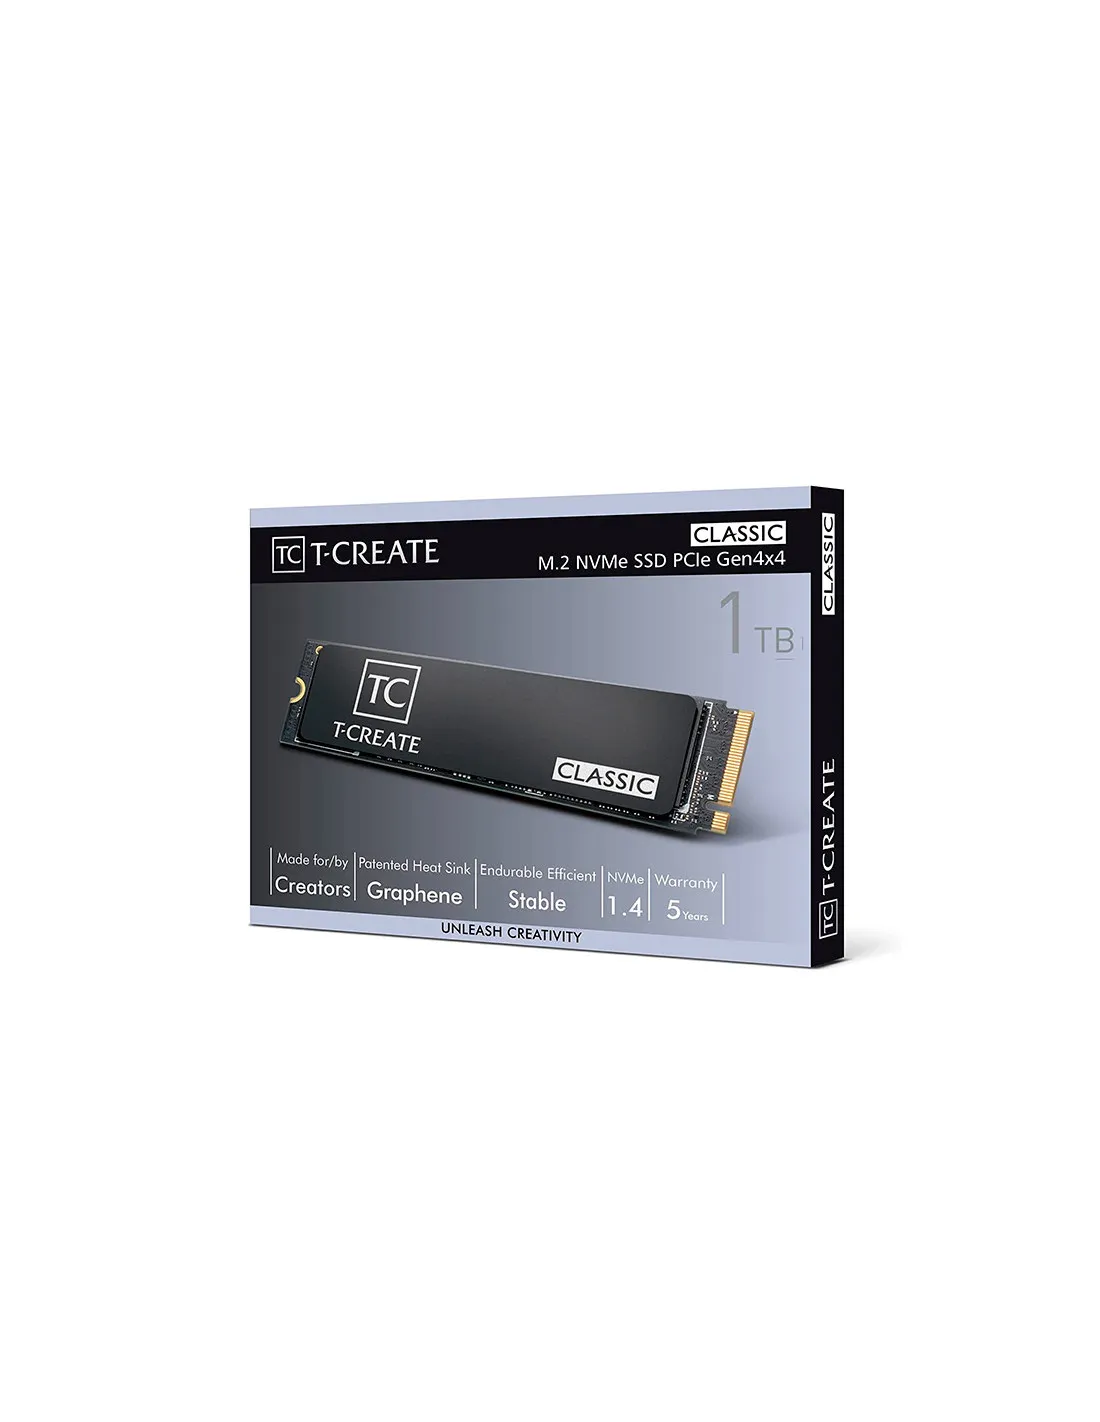 TC T-CREATE
CLASSIC
M.2 NVMe SSD PCIe Gen4x4
1 TB
TC
T-CREATE
CLASSIC
Made for/by
Creators
Patented Heat Sink
Graphene
Endurable Efficient
Stable
NVMe
1.4
Warranty
5 Years
UNLEASH CREATIVITY
CLASSIC
TC T-CREATE